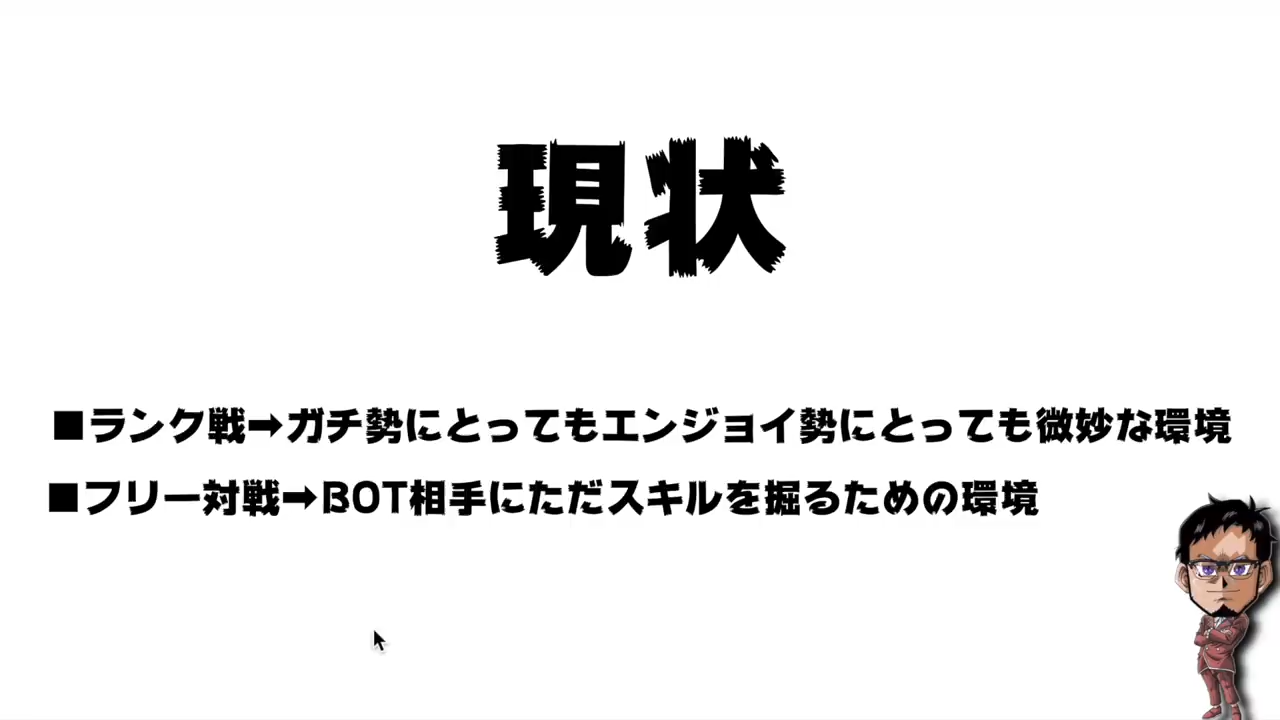 現状
■ランク戦➡ガチ勢にとってもエンジョイ勢にとっても微妙な環境
■フリー対戦➡BOT相手にただスキルを掘るための環境